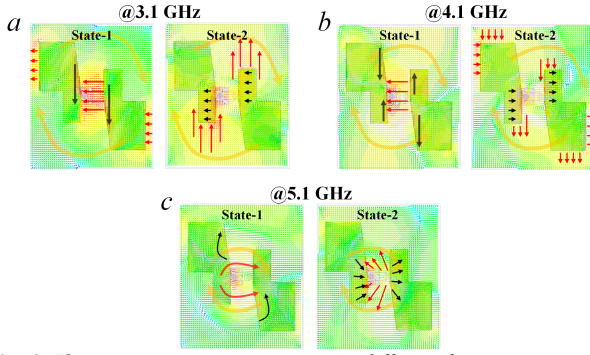 @3.1 GHz
@4.1 GHz
a
State-1
State-2
b
State-1
State-2
@5.1 GHz
c
State-1
State-2